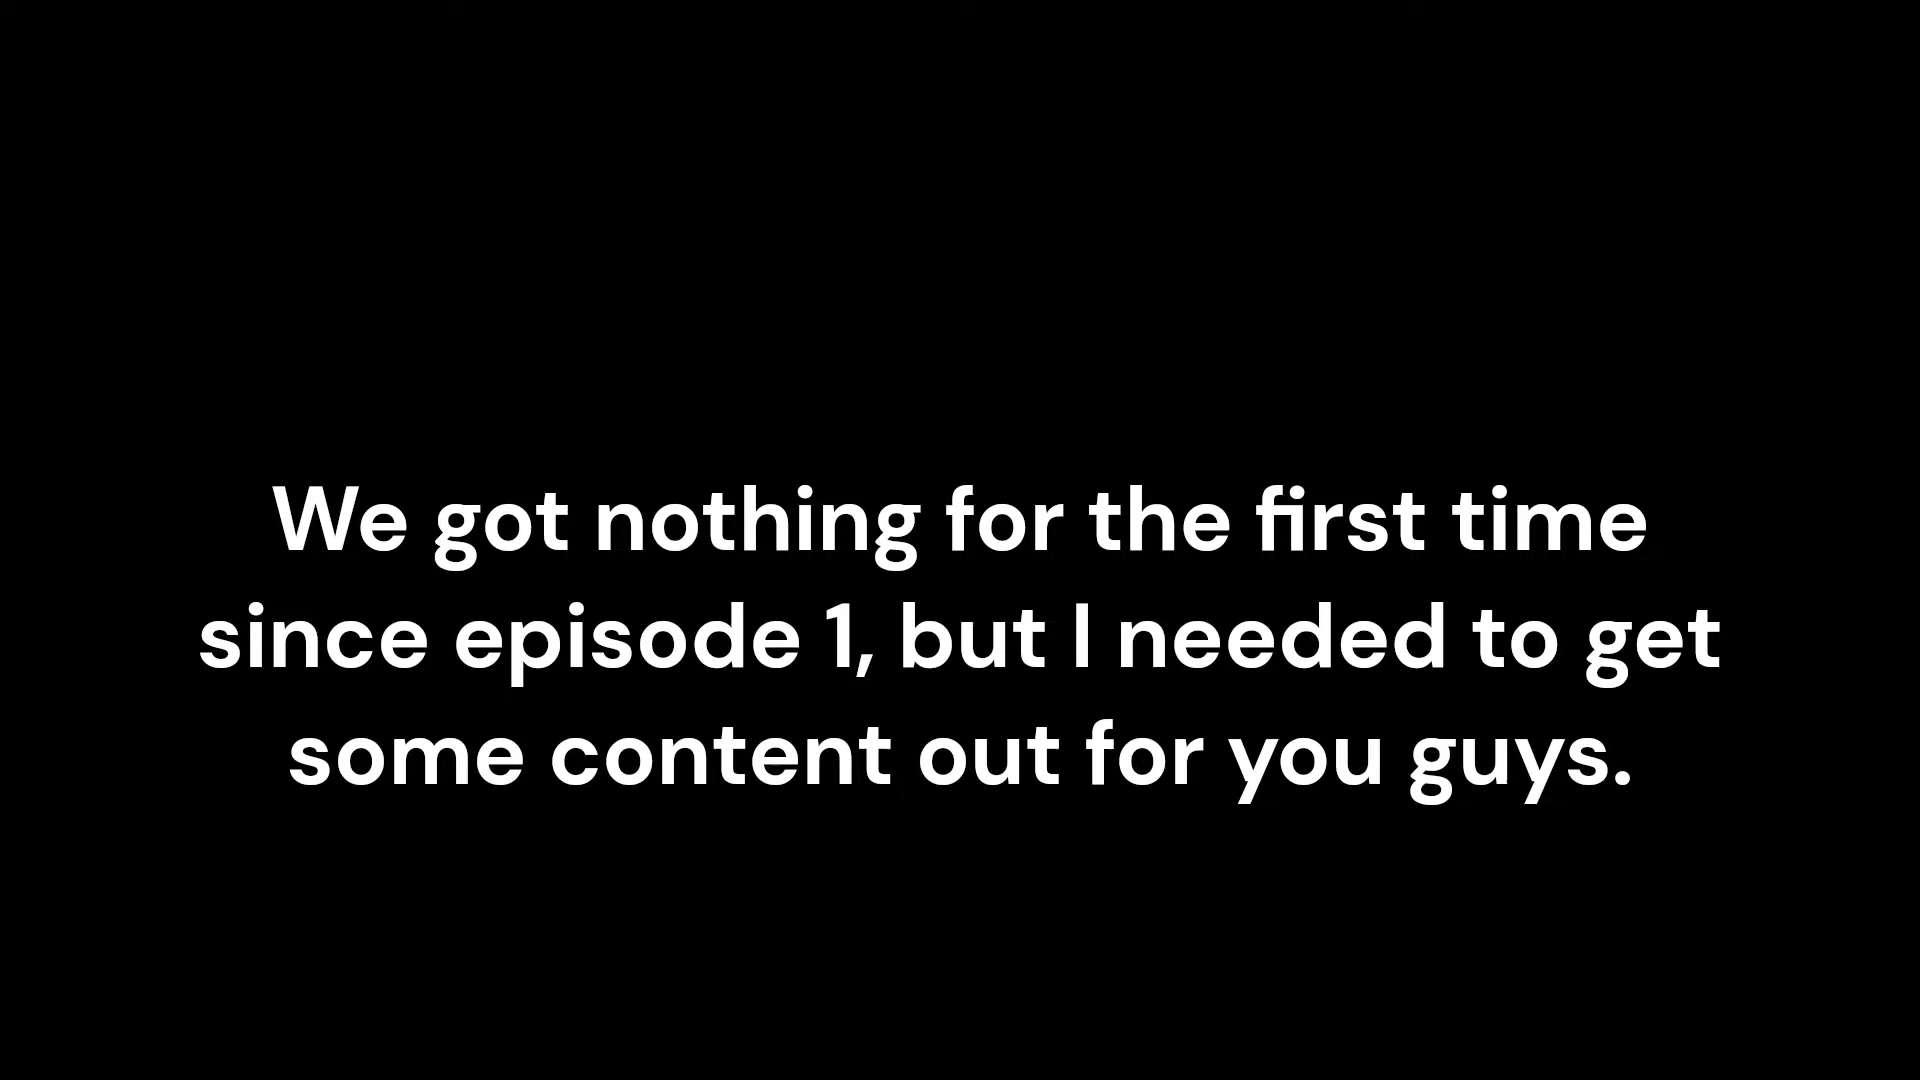 We got nothing for the first time
since episode 1, but I needed to get
some content out for you guys.